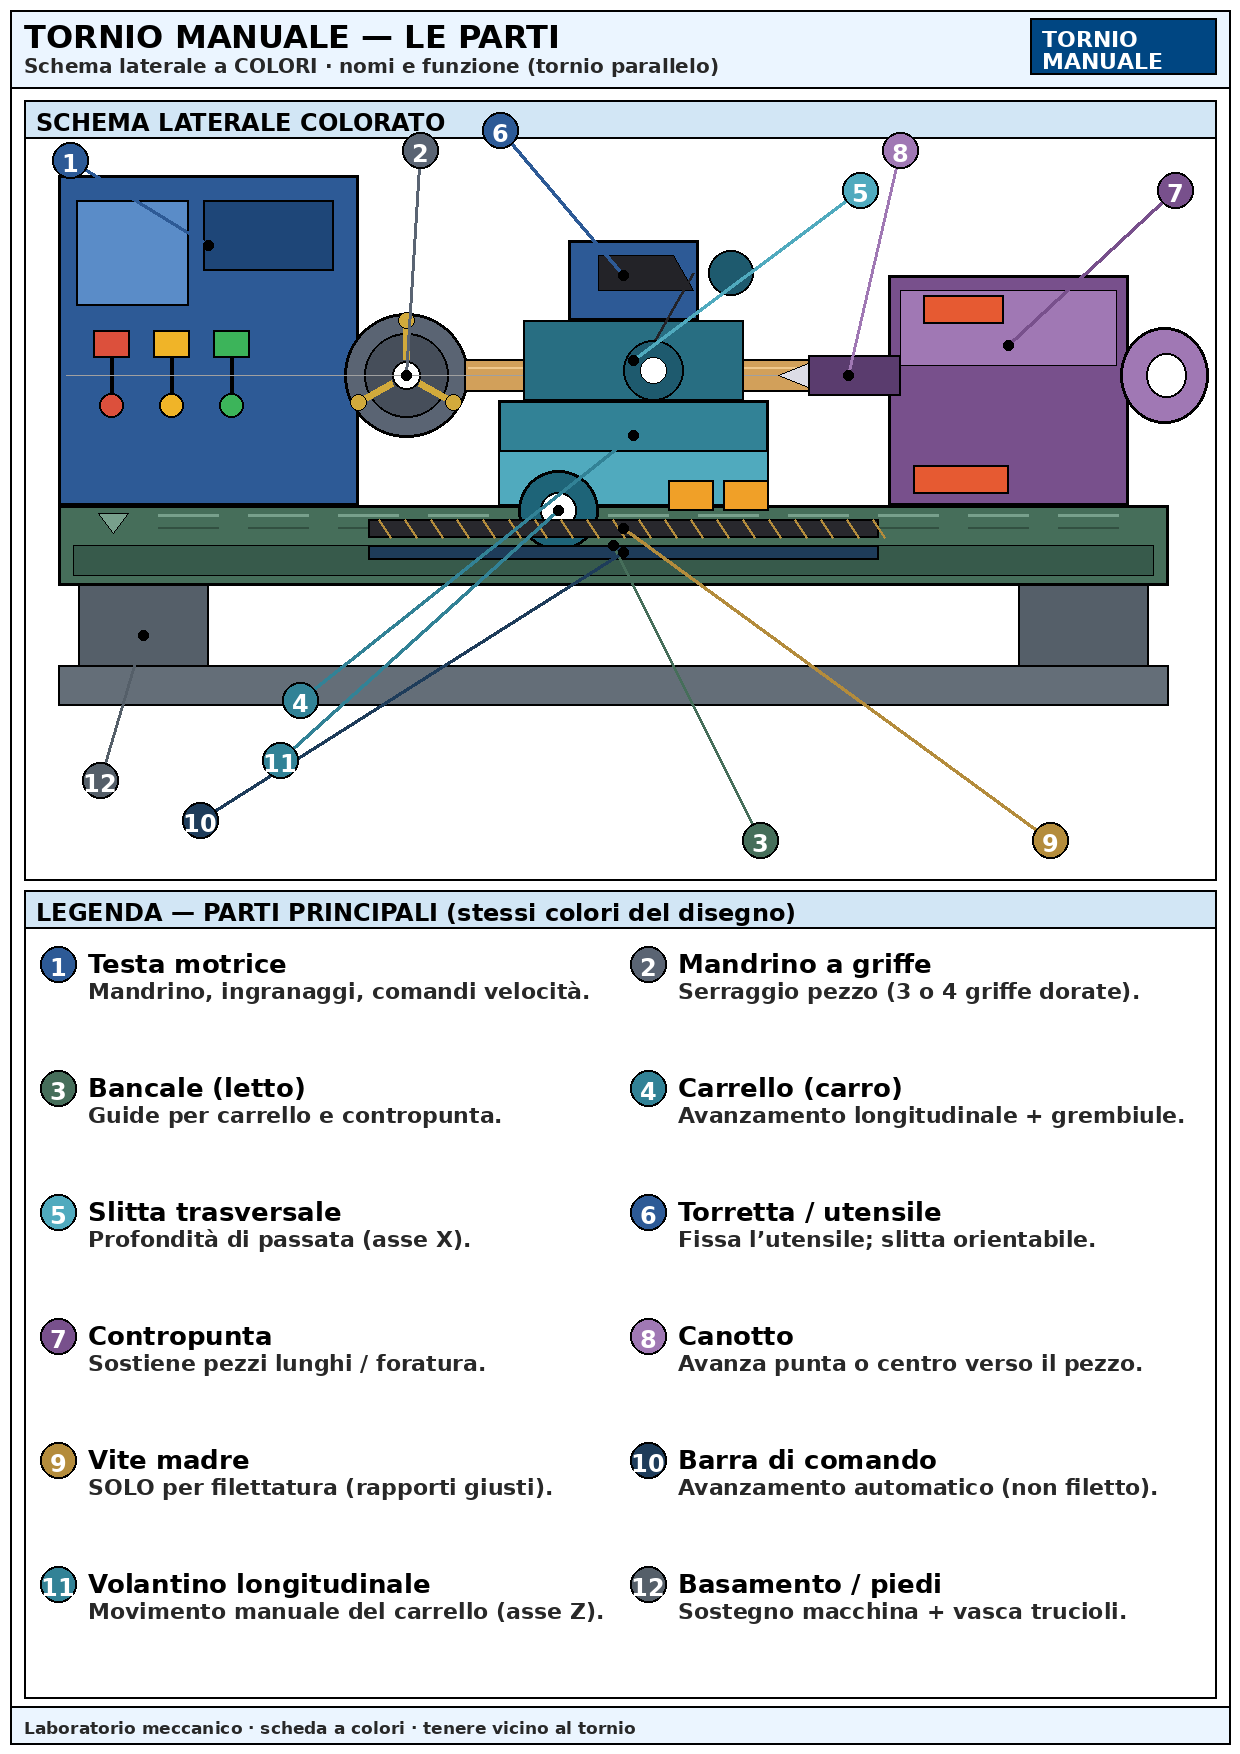 TORNIO MANUALE — LE PARTI
Schema laterale a COLORI · nomi e funzione (tornio parallelo)
TORNIO
MANUALE
SCHEMA LATERALE COLORATO
6
2
8
1
5
7
4
11
12
10
3
9
LEGENDA — PARTI PRINCIPALI (stessi colori del disegno)
1 Testa motrice
Mandrino, ingranaggi, comandi velocità.
2 Mandrino a griffe
Serraggio pezzo (3 o 4 griffe dorate).
3 Bancale (letto)
Guide per carrello e contropunta.
4 Carrello (carro)
Avanzamento longitudinale + grembiule.
5 Slitta trasversale
Profondità di passata (asse X).
6 Torretta / utensile
Fissa l’utensile; slitta orientabile.
7 Contropunta
Sostiene pezzi lunghi / foratura.
8 Canotto
Avanza punta o centro verso il pezzo.
9 Vite madre
SOLO per filettatura (rapporti giusti).
10 Barra di comando
Avanzamento automatico (non filetto).
11 Volantino longitudinale
Movimento manuale del carrello (asse Z).
12 Basamento / piedi
Sostegno macchina + vasca trucioli.
Laboratorio meccanico · scheda a colori · tenere vicino al tornio